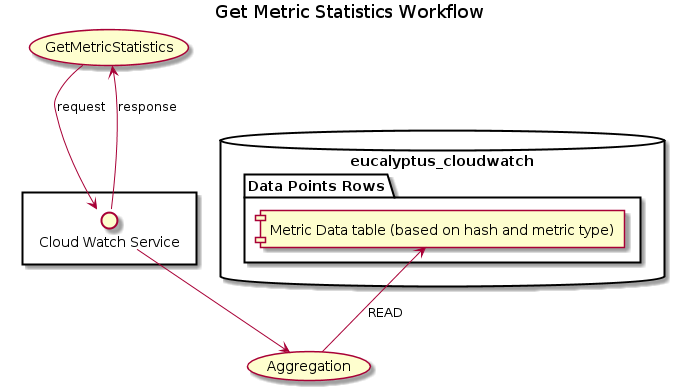 Get Metric Statistics Workflow
GetMetricStatistics
request
response
eucalyptus_cloudwatch
Data Points Rows
Metric Data table (based on hash and metric type)
Cloud Watch Service
READ
Aggregation